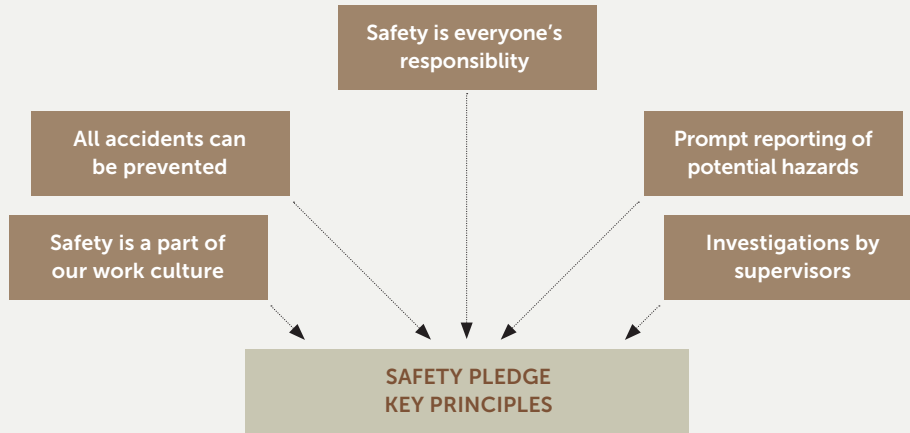 Safety is everyone's
responsiblity
All accidents can
be prevented
Prompt reporting of
potential hazards
Safety is a part of
our work culture
Investigations by
supervisors
SAFETY PLEDGE
KEY PRINCIPLES